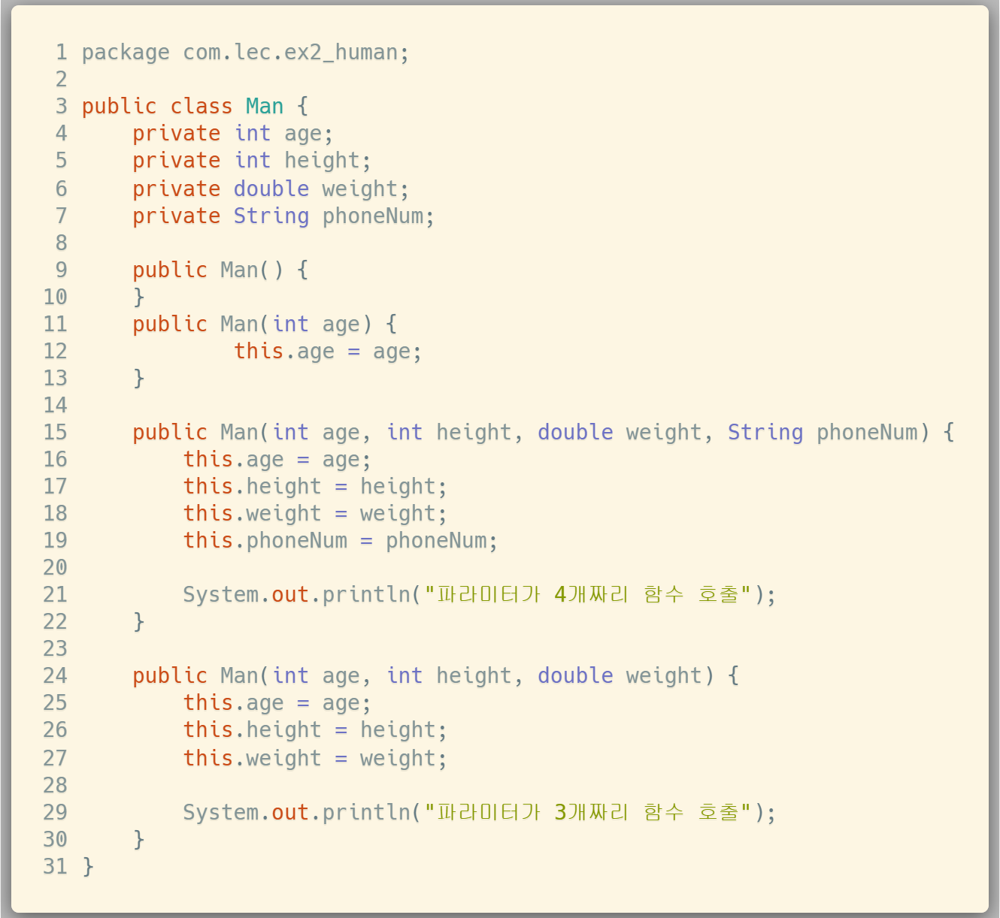 1 package com.lec.ex2_human;
2
3 public class Man {
4     private int age;
5     private int height;
6     private double weight;
7     private String phoneNum;
8
9     public Man() {
10     }
11     public Man(int age) {
12             this.age = age;
13     }
14
15     public Man(int age, int height, double weight, String phoneNum) {
16         this.age = age;
17         this.height = height;
18         this.weight = weight;
19         this.phoneNum = phoneNum;
20
21         System.out.println("파라미터가 4개짜리 함수 호출");
22     }
23
24     public Man(int age, int height, double weight) {
25         this.age = age;
26         this.height = height;
27         this.weight = weight;
28
29         System.out.println("파라미터가 3개짜리 함수 호출");
30     }
31 }